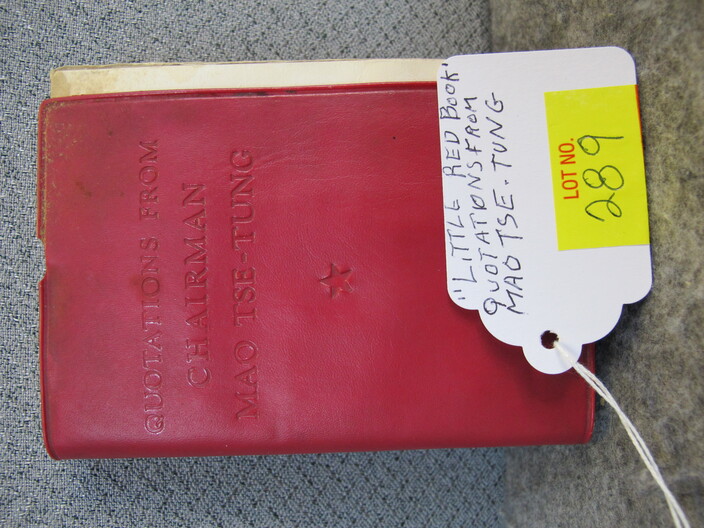 QUOTATIONS FROM
CHAIRMAN
MAO TSE-TUNG
"LITTLE RED BOOK"
QUOTATIONS FROM
MAO TSE-TUNG
LOT NO.
289